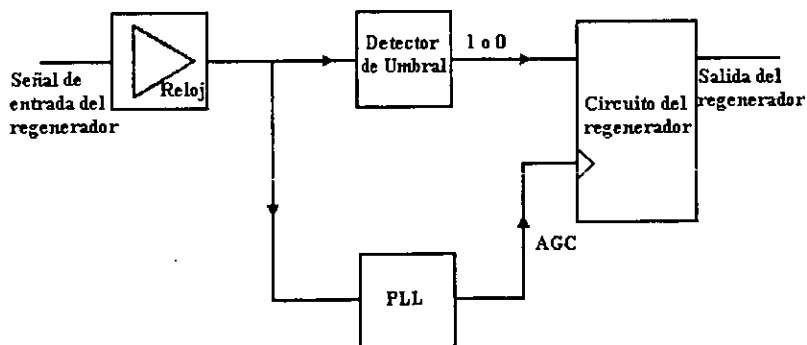 Señal de
entrada del
regenerador
Reloj
Detector
de Umbral
1 o 0
Circuito del
regenerador
Salida del
regenerador
PLL
AGC